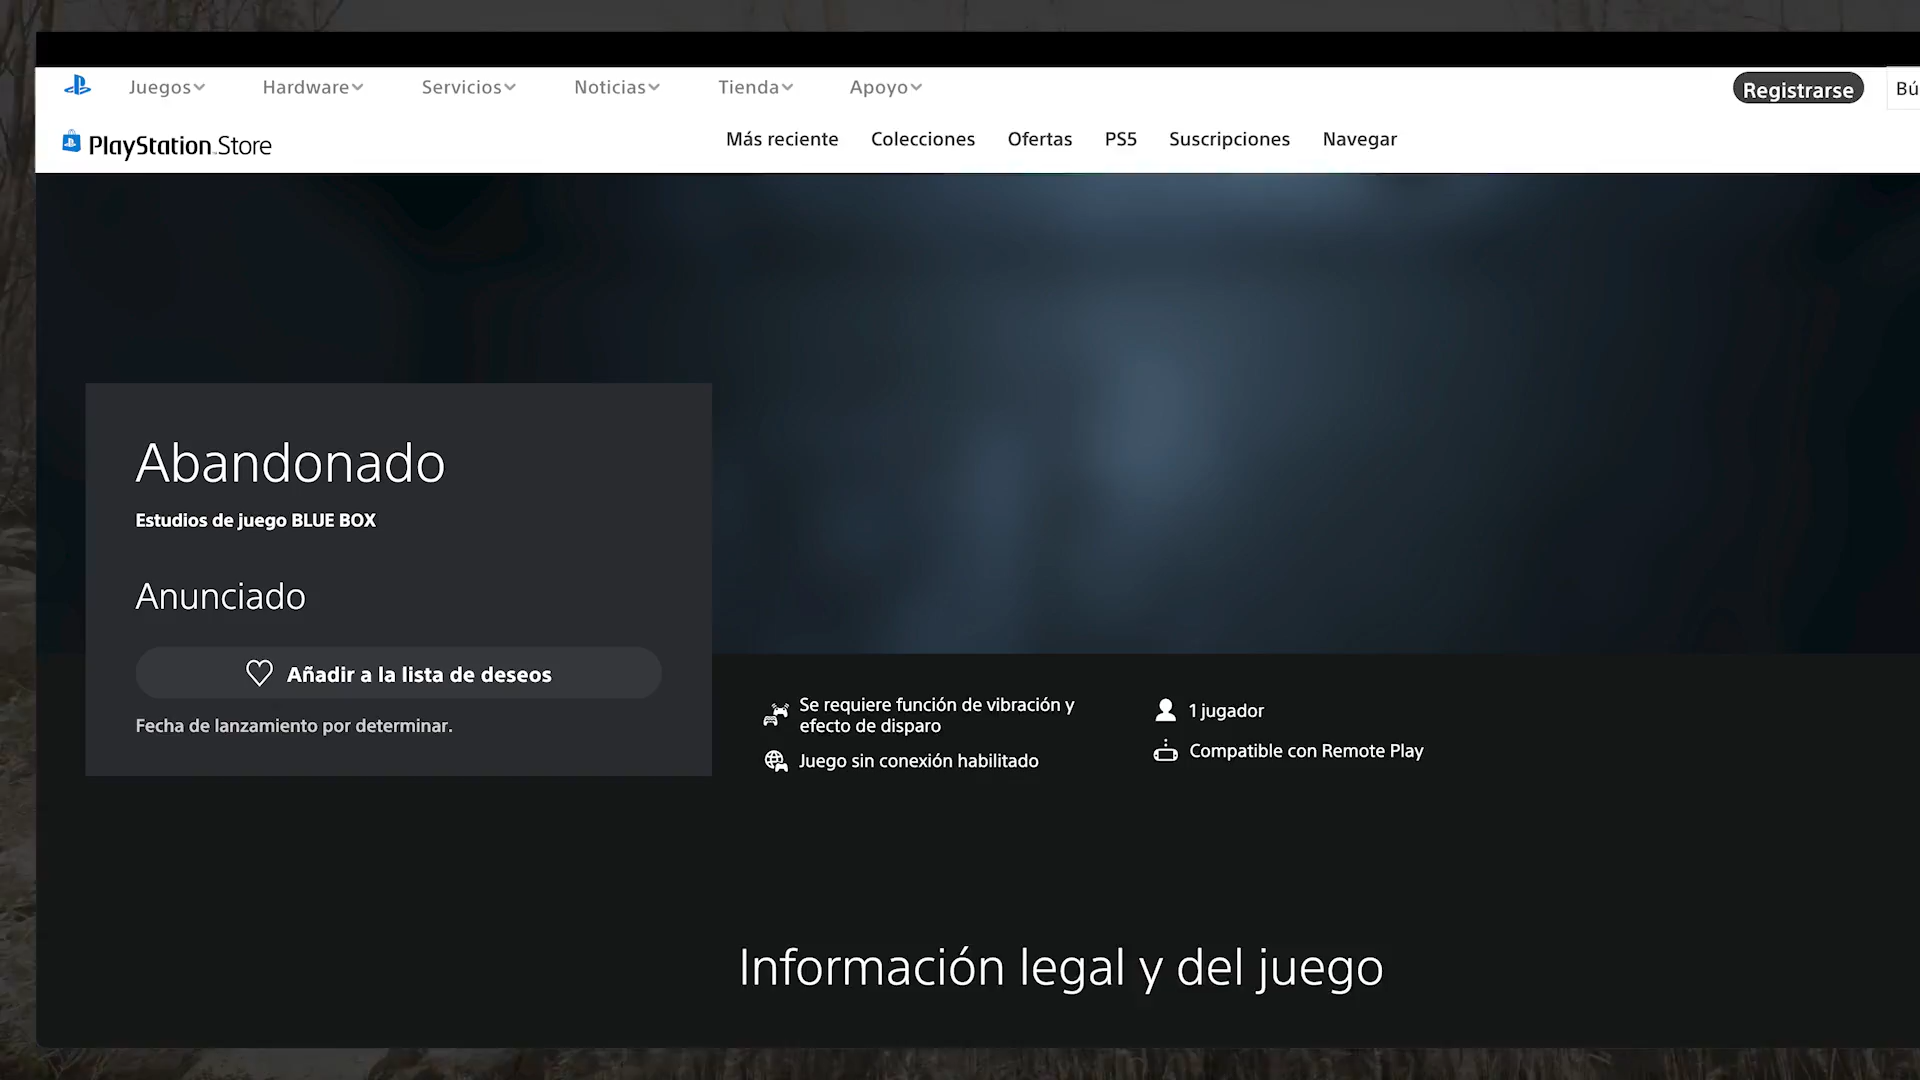 Juegos
Hardware
Servicios
Noticias
Tienda
Apoyo
Registrarse
Bú
PlayStation Store
Más reciente
Colecciones
Ofertas
PS5
Suscripciones
Navegar
Abandonado
Estudios de juego BLUE BOX
Anunciado
Añadir a la lista de deseos
Fecha de lanzamiento por determinar.
Se requiere función de vibración y
efecto de disparo
Juego sin conexión habilitado
1 jugador
Compatible con Remote Play
Información legal y del juego